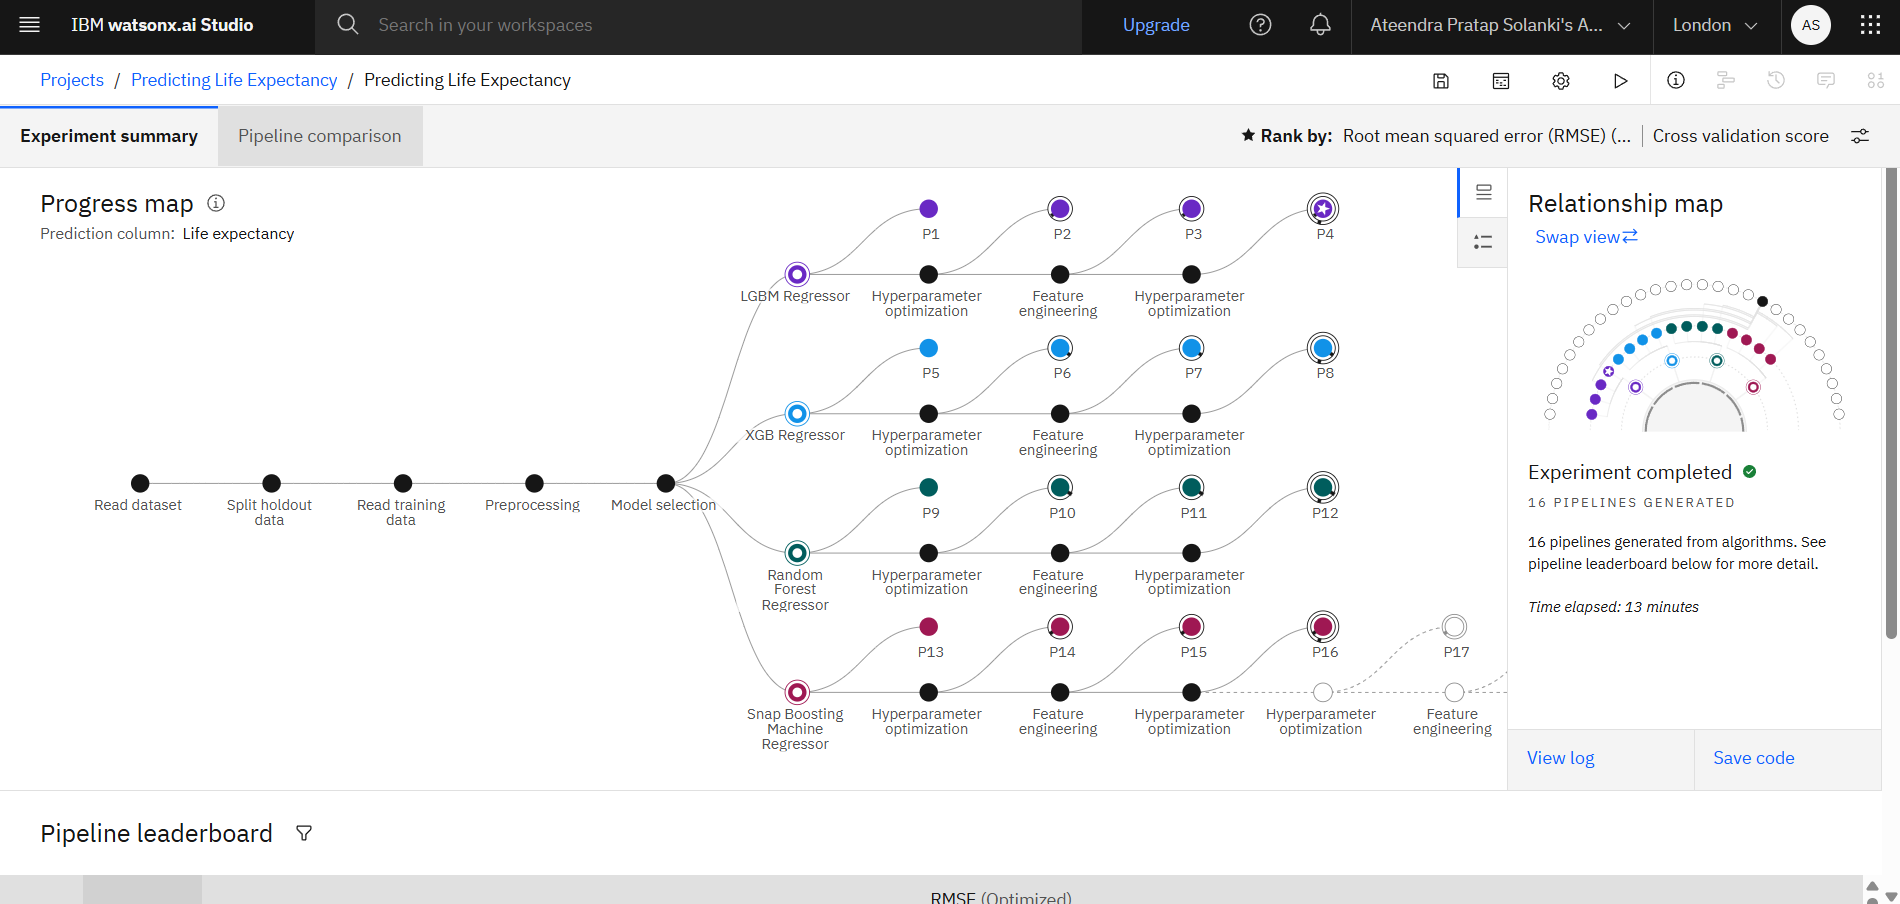 IBM watsonx.ai Studio
Search in your workspaces
Upgrade
Ateendra Pratap Solanki's A...
London
AS
Projects / Predicting Life Expectancy / Predicting Life Expectancy
Experiment summary
Pipeline comparison
Rank by: Root mean squared error (RMSE) (... | Cross validation score
Progress map
Prediction column: Life expectancy
P1
P2
P3
P4
LGBM Regressor
Hyperparameter
optimization
Feature
engineering
Hyperparameter
optimization
P5
P6
P7
P8
XGB Regressor
Hyperparameter
optimization
Feature
engineering
Hyperparameter
optimization
Read dataset
Split holdout
data
Read training
data
Preprocessing
Model selection
P9
P10
P11
P12
Random
Forest
Regressor
Hyperparameter
optimization
Feature
engineering
Hyperparameter
optimization
P13
P14
P15
P16
P17
Snap Boosting
Machine
Regressor
Hyperparameter
optimization
Feature
engineering
Hyperparameter
optimization
Hyperparameter
optimization
Feature
engineering
Relationship map
Swap view
Experiment completed
16 PIPELINES GENERATED
16 pipelines generated from algorithms. See
pipeline leaderboard below for more detail.
Time elapsed: 13 minutes
View log
Save code
Pipeline leaderboard
RMSE (Optimized)